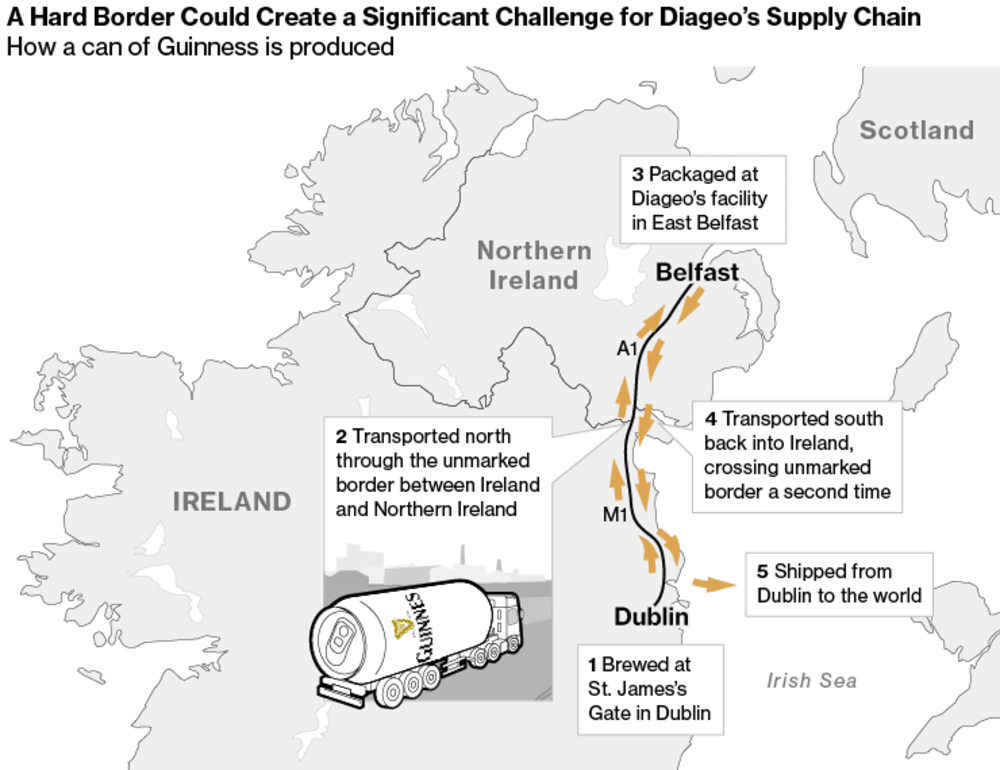 A Hard Border Could Create a Significant Challenge for Diageo's Supply Chain
How a can of Guinness is produced
Scotland
3 Packaged at
Diageo's facility
in East Belfast
Northern
Ireland
Belfast
A1
2 Transported north
through the unmarked
border between Ireland
and Northern Ireland
4 Transported south
back into Ireland,
crossing unmarked
border a second time
IRELAND
M1
5 Shipped from
Dublin to the world
GUINNES
Dublin
1 Brewed at
St. James's
Gate in Dublin
Irish Sea